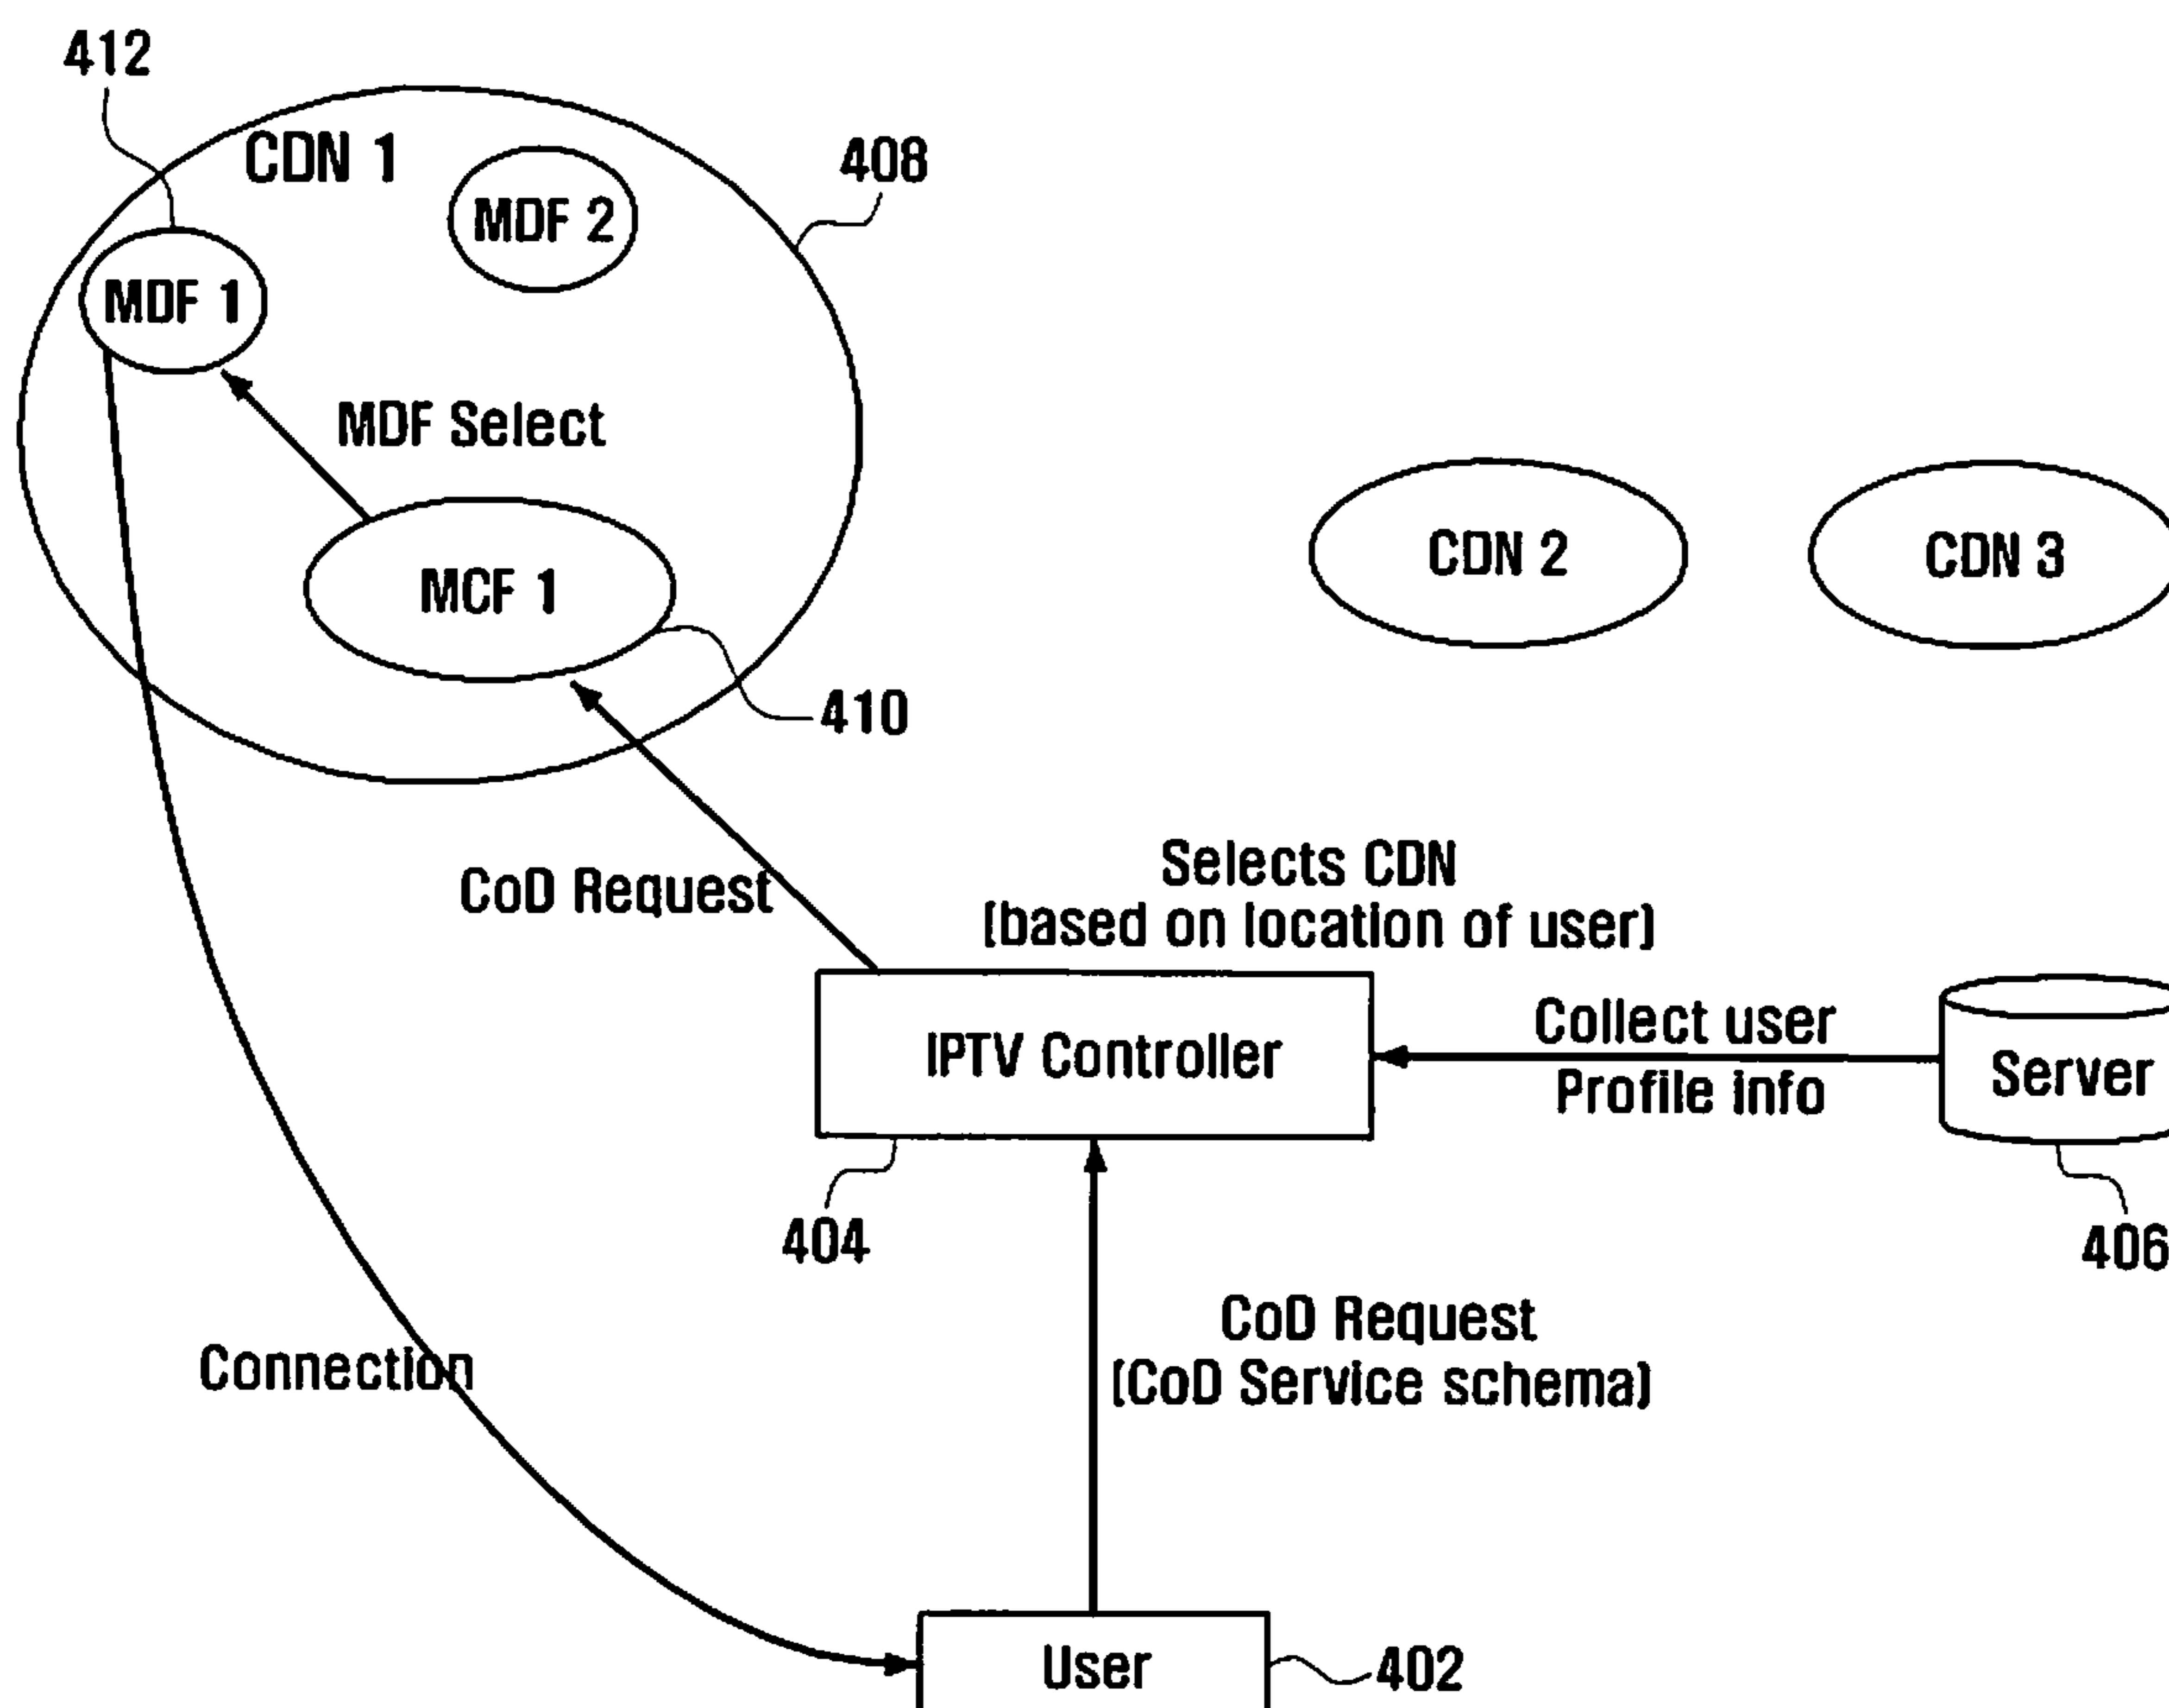 412
CDN 1
408
MDF 2
MDF 1
MDF Select
CDN 2
CDN 3
MCF 1
410
Selects CDN
CoD Request
(based on location of user)
Collect user
IPTV Controller
Server
Profile info
404
406
CoD Request
(CoD Service schema)
Connection
User
402